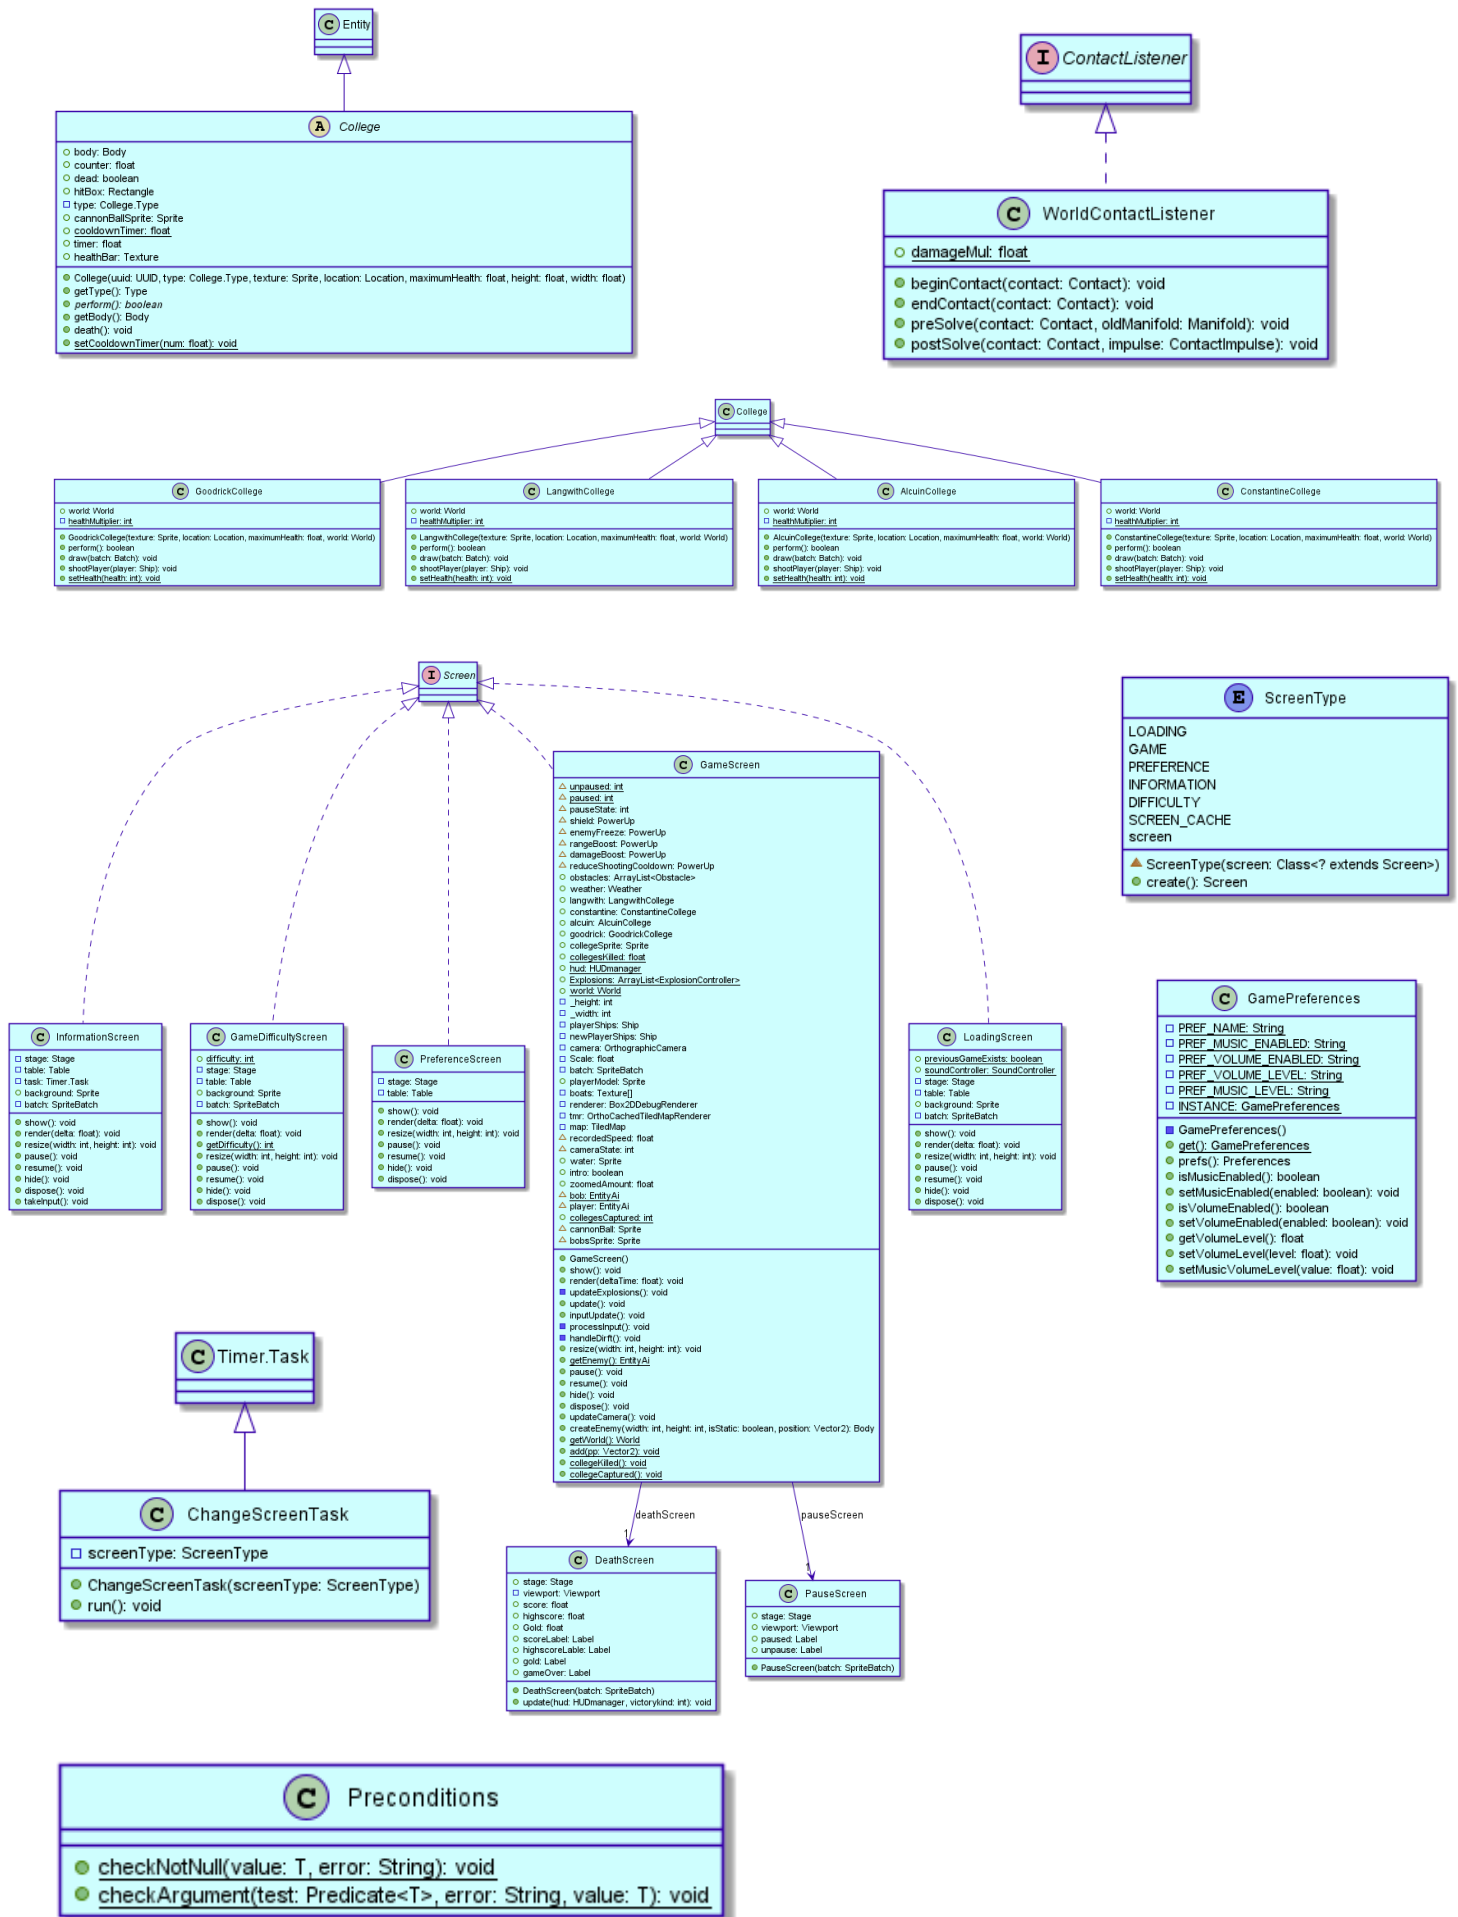 C Entity
A College
body: Body
counter: float
dead: boolean
hitBox: Rectangle
type: College.Type
cannonBallSprite: Sprite
cooldownTimer: float
timer: float
healthBar: Texture
College(uuid: UUID, type: College.Type, texture: Sprite, location: Location, maximumHealth: float, height: float, width: float)
getType(): Type
perform(): boolean
getBody(): Body
death(): void
setCooldownTimer(num: float): void
I ContactListener
C WorldContactListener
damageMul: float
beginContact(contact: Contact): void
endContact(contact: Contact): void
preSolve(contact: Contact, oldManifold: Manifold): void
postSolve(contact: Contact, impulse: ContactImpulse): void
C College
C GoodrickCollege
world: World
healthMultiplier: int
GoodrickCollege(texture: Sprite, location: Location, maximumHealth: float, world: World)
perform(): boolean
draw(batch: Batch): void
shootPlayer(player: Ship): void
setHealth(health: int): void
C LangwithCollege
world: World
healthMultiplier: int
LangwithCollege(texture: Sprite, location: Location, maximumHealth: float, world: World)
perform(): boolean
draw(batch: Batch): void
shootPlayer(player: Ship): void
setHealth(health: int): void
C AlcuinCollege
world: World
healthMultiplier: int
AlcuinCollege(texture: Sprite, location: Location, maximumHealth: float, world: World)
perform(): boolean
draw(batch: Batch): void
shootPlayer(player: Ship): void
setHealth(health: int): void
C ConstantineCollege
world: World
healthMultiplier: int
ConstantineCollege(texture: Sprite, location: Location, maximumHealth: float, world: World)
perform(): boolean
draw(batch: Batch): void
shootPlayer(player: Ship): void
setHealth(health: int): void
I Screen
C InformationScreen
stage: Stage
table: Table
task: Timer.Task
background: Sprite
batch: SpriteBatch
show(): void
render(delta: float): void
resize(width: int, height: int): void
pause(): void
resume(): void
hide(): void
dispose(): void
takeInput(): void
C GameDifficultyScreen
difficulty: int
stage: Stage
table: Table
background: Sprite
batch: SpriteBatch
show(): void
render(delta: float): void
getDifficulty(): int
resize(width: int, height: int): void
pause(): void
resume(): void
hide(): void
dispose(): void
C PreferenceScreen
stage: Stage
table: Table
show(): void
render(delta: float): void
resize(width: int, height: int): void
pause(): void
resume(): void
hide(): void
dispose(): void
C GameScreen
unpaused: int
paused: int
pauseState: int
shield: PowerUp
enemyFreeze: PowerUp
rangeBoost: PowerUp
damageBoost: PowerUp
reduceShootingCooldown: PowerUp
obstacles: ArrayList<Obstacle>
weather: Weather
langwith: LangwithCollege
constantine: ConstantineCollege
alcuin: AlcuinCollege
goodrick: GoodrickCollege
collegeSprite: Sprite
collegesKilled: float
hud: HUDmanager
Explosions: ArrayList<ExplosionController>
world: World
_height: int
_width: int
playerShips: Ship
newPlayerShips: Ship
camera: OrthographicCamera
Scale: float
batch: SpriteBatch
playerModel: Sprite
boats: Texture[]
renderer: Box2DDebugRenderer
tmr: OrthoCachedTiledMapRenderer
map: TiledMap
recordedSpeed: float
cameraState: int
water: Sprite
intro: boolean
zoomedAmount: float
bob: EntityAi
player: EntityAi
collegesCaptured: int
cannonBall: Sprite
bobsSprite: Sprite
GameScreen()
show(): void
render(deltaTime: float): void
updateExplosions(): void
update(): void
inputUpdate(): void
processInput(): void
handleDirft(): void
resize(width: int, height: int): void
getEnemy(): EntityAi
pause(): void
resume(): void
hide(): void
dispose(): void
updateCamera(): void
createEnemy(width: int, height: int, isStatic: boolean, position: Vector2): Body
getWorld(): World
add(pp: Vector2): void
collegeKilled(): void
collegeCaptured(): void
C LoadingScreen
previousGameExists: boolean
soundController: SoundController
stage: Stage
table: Table
background: Sprite
batch: SpriteBatch
show(): void
render(delta: float): void
resize(width: int, height: int): void
pause(): void
resume(): void
hide(): void
dispose(): void
E ScreenType
LOADING
GAME
PREFERENCE
INFORMATION
DIFFICULTY
SCREEN_CACHE
screen
ScreenType(screen: Class<? extends Screen>)
create(): Screen
C GamePreferences
PREF_NAME: String
PREF_MUSIC_ENABLED: String
PREF_VOLUME_ENABLED: String
PREF_VOLUME_LEVEL: String
PREF_MUSIC_LEVEL: String
INSTANCE: GamePreferences
GamePreferences()
get(): GamePreferences
prefs(): Preferences
isMusicEnabled(): boolean
setMusicEnabled(enabled: boolean): void
isVolumeEnabled(): boolean
setVolumeEnabled(enabled: boolean): void
getVolumeLevel(): float
setVolumeLevel(level: float): void
setMusicVolumeLevel(value: float): void
C Timer.Task
C ChangeScreenTask
screenType: ScreenType
ChangeScreenTask(screenType: ScreenType)
run(): void
deathScreen
1
pauseScreen
1
C DeathScreen
stage: Stage
viewport: Viewport
score: float
highscore: float
Gold: float
scoreLabel: Label
highscoreLable: Label
gold: Label
gameOver: Label
DeathScreen(batch: SpriteBatch)
update(hud: HUDmanager, victorykind: int): void
C PauseScreen
stage: Stage
viewport: Viewport
paused: Label
unpause: Label
PauseScreen(batch: SpriteBatch)
C Preconditions
checkNotNull(value: T, error: String): void
checkArgument(test: Predicate<T>, error: String, value: T): void